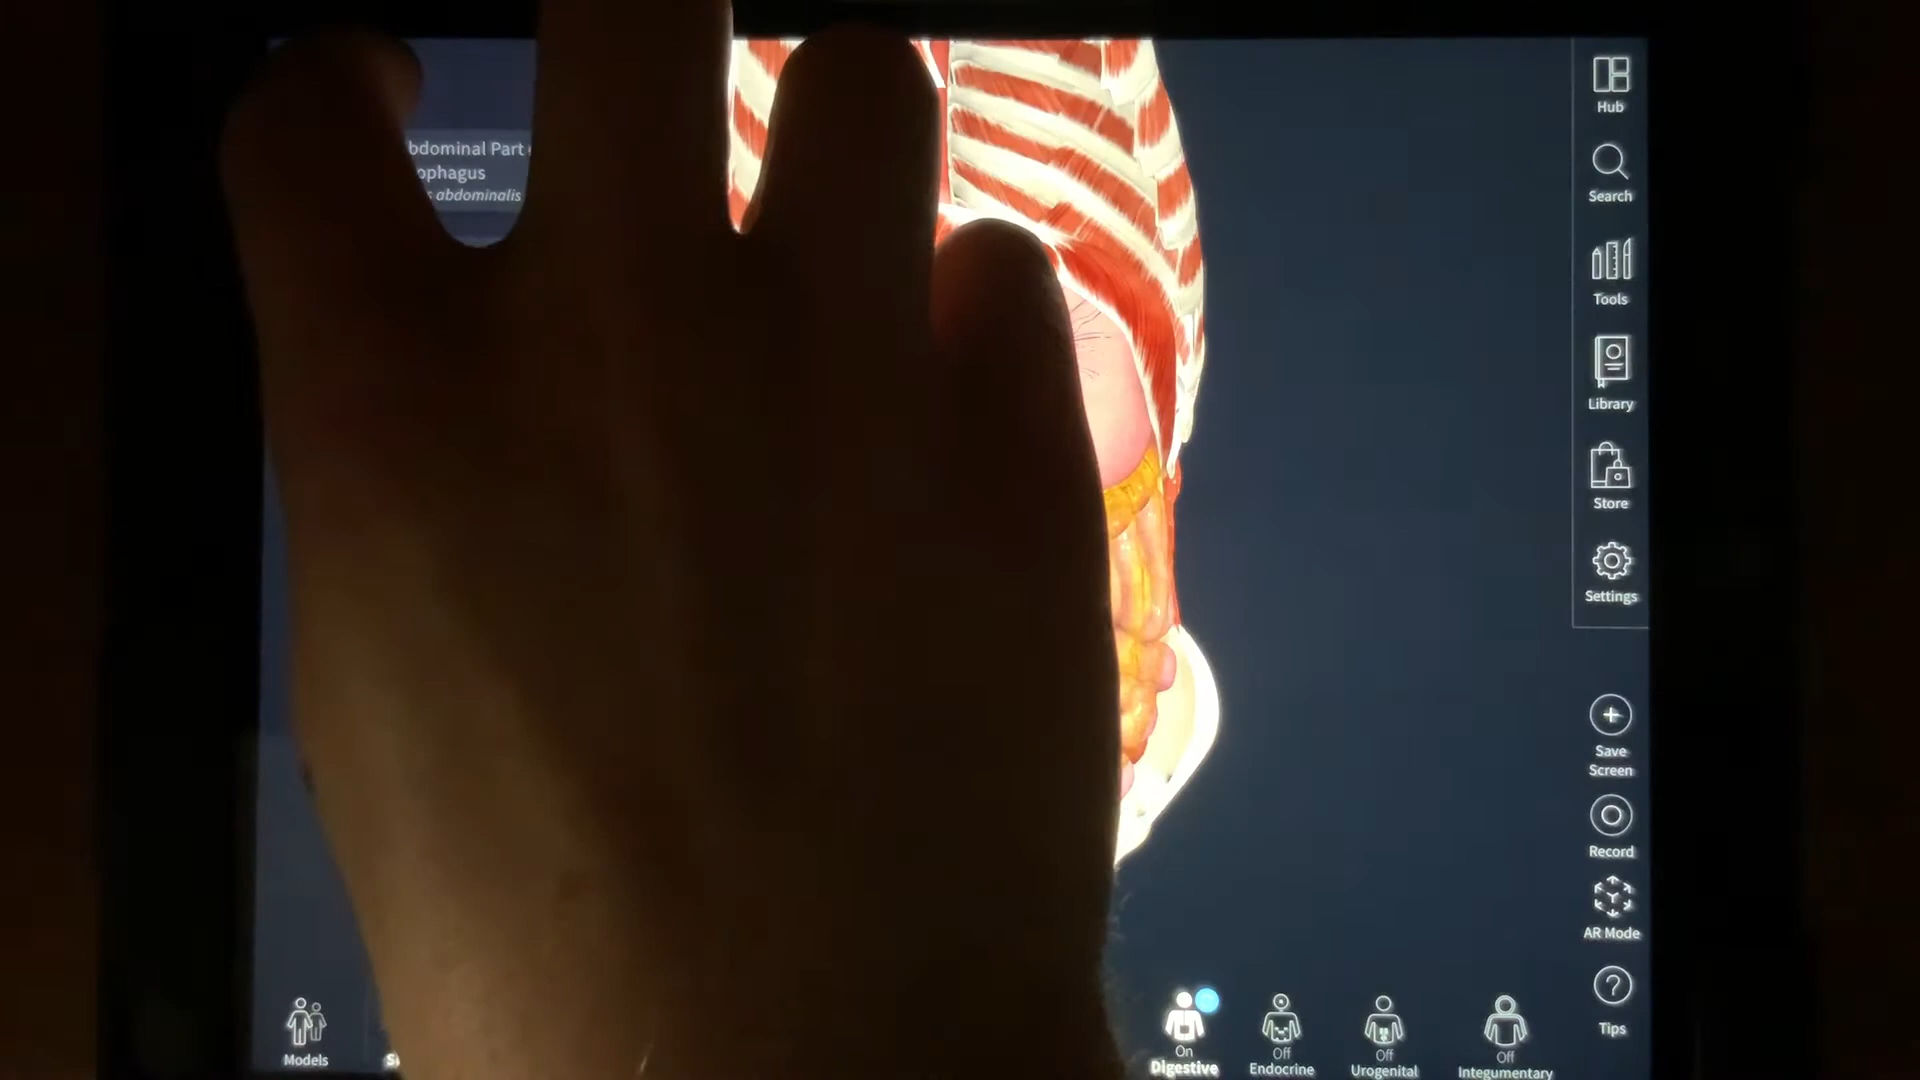 Hub
Search
bdominal Part
ophagus
abdominalis
Tools
Library
Store
Settings
Save
Screen
Record
AR Mode
Tips
Models
On
Digestive
Off
Endocrine
Off
Urogenital
Off
Integumentary